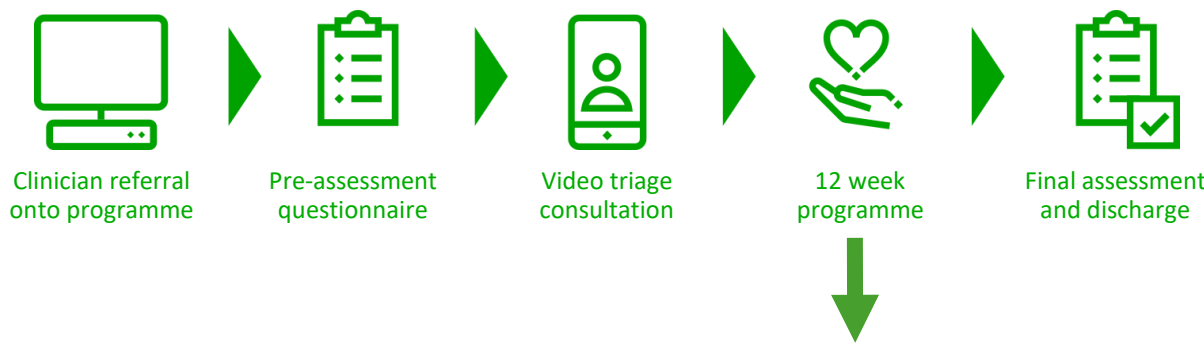 Clinician referral
onto programme
Pre-assessment
questionnaire
Video triage
consultation
12 week
programme
Final assessment
and discharge